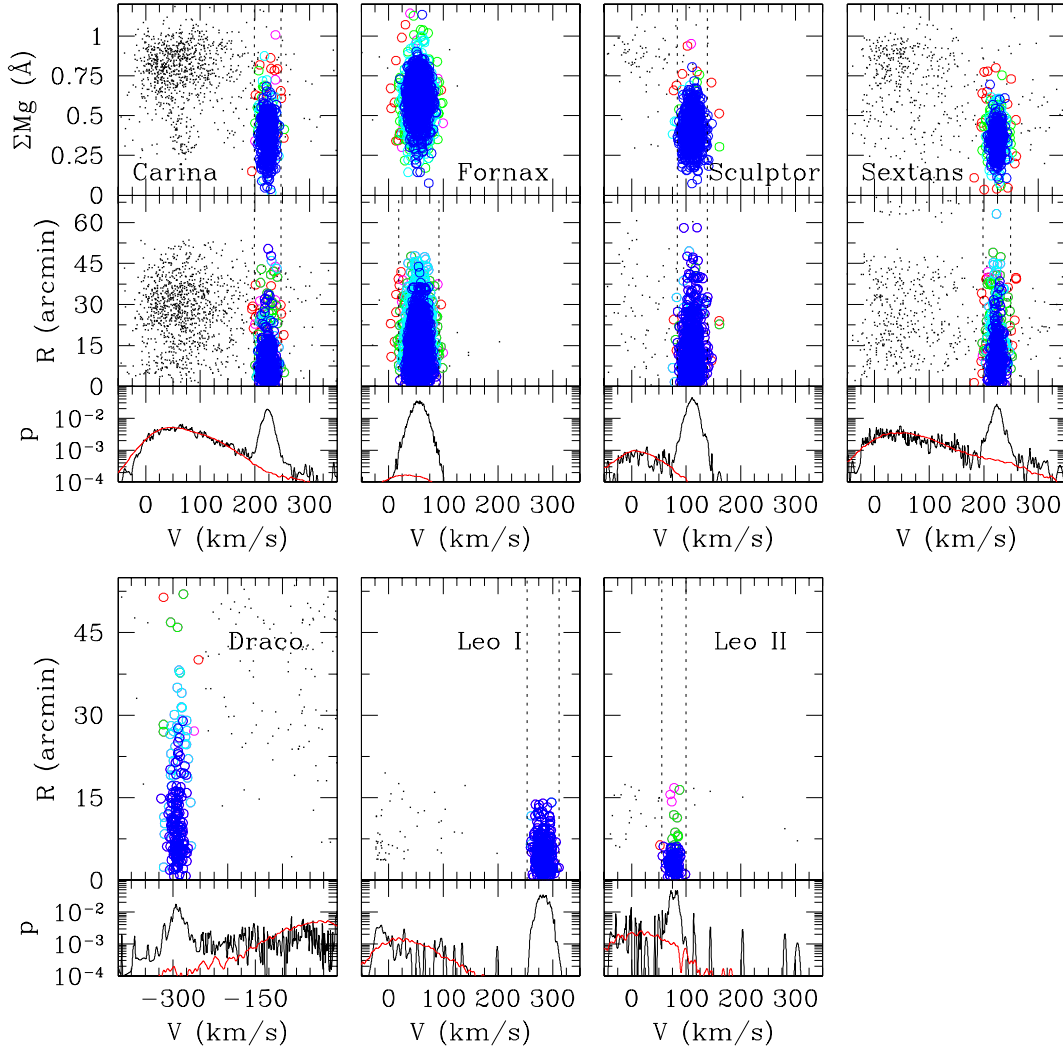 ΣMg (Å)
1
0.75
0.5
0.25
0
Carina
Fornax
Sculptor
Sextans
R (arcmin)
60
45
30
15
0
p
10⁻²
10⁻³
10⁻⁴
0 100 200 300
0 100 200 300
0 100 200 300
0 100 200 300
V (km/s)
V (km/s)
V (km/s)
V (km/s)
R (arcmin)
45
30
15
0
Draco
Leo I
Leo II
p
10⁻²
10⁻³
10⁻⁴
−300 −150
0 100 200 300
0 100 200 300
V (km/s)
V (km/s)
V (km/s)